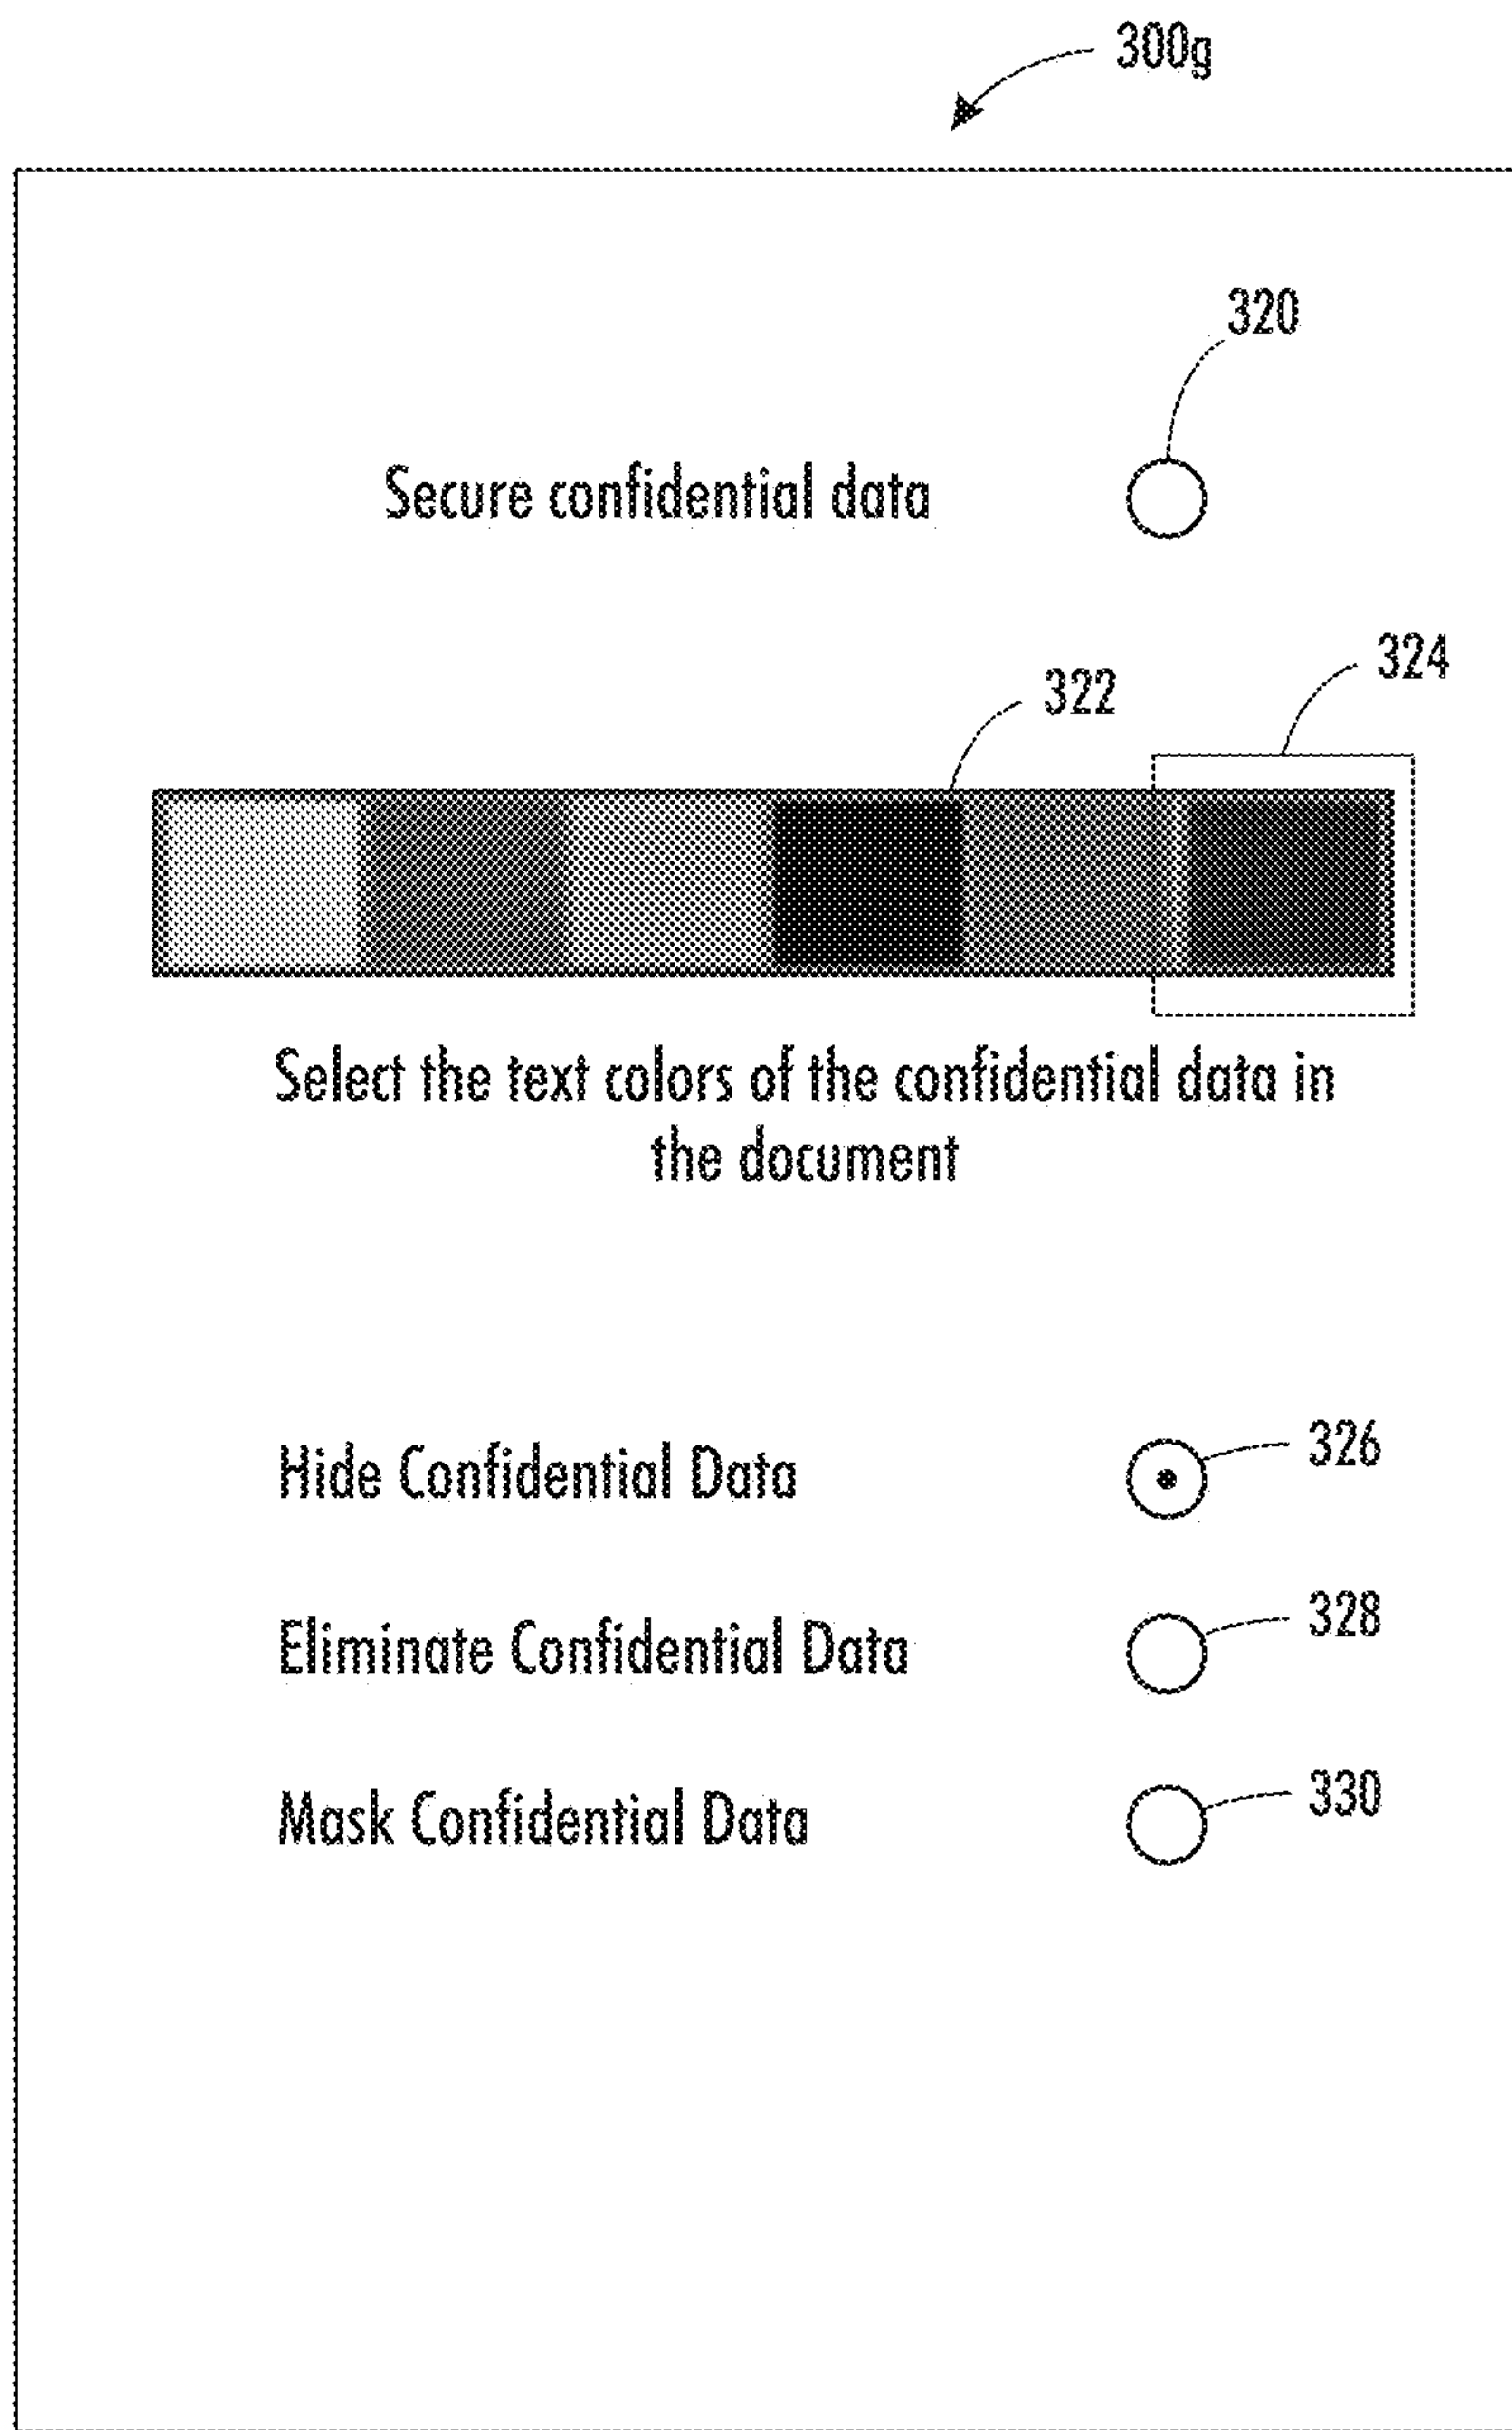 300g
320
Secure confidential data
324
322
Select the text colors of the confidential data in
the document
Hide Confidential Data 326
Eliminate Confidential Data 328
Mask Confidential Data 330